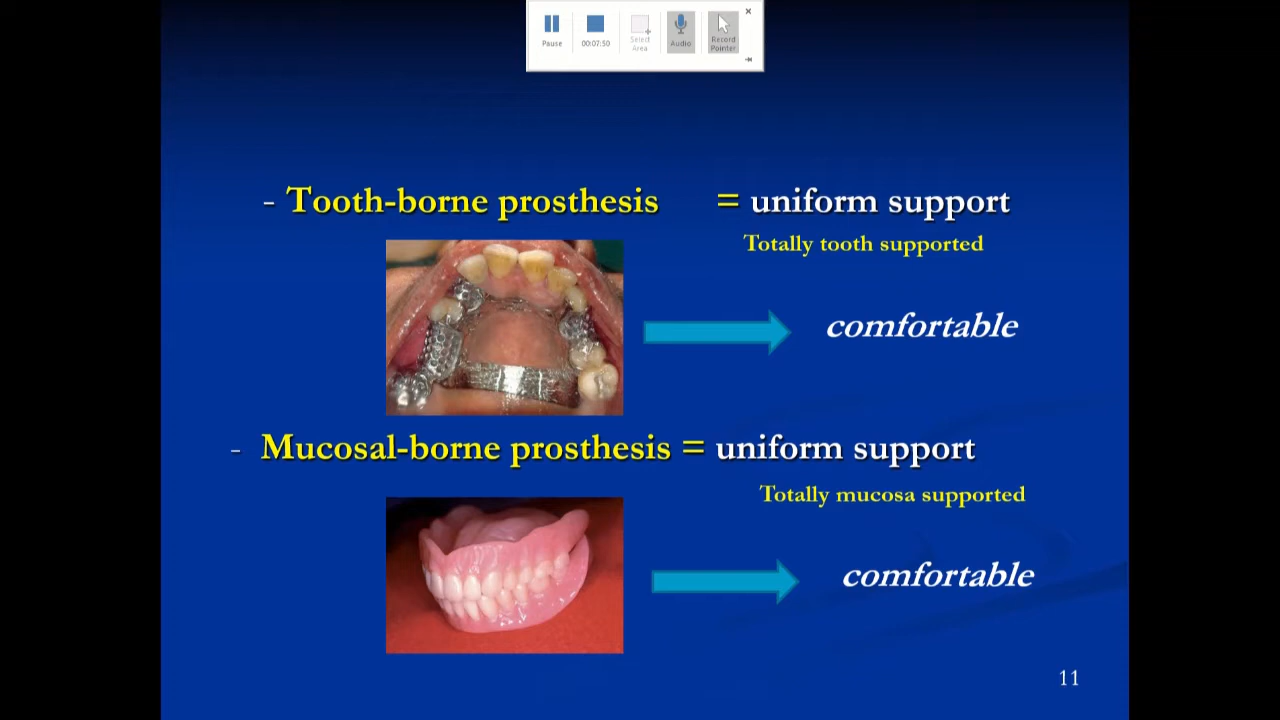 Pause
00:07:50
Select
Area
Audio
Record
Pointer
- Tooth-borne prosthesis = uniform support
Totally tooth supported
comfortable
- Mucosal-borne prosthesis = uniform support
Totally mucosa supported
comfortable
11